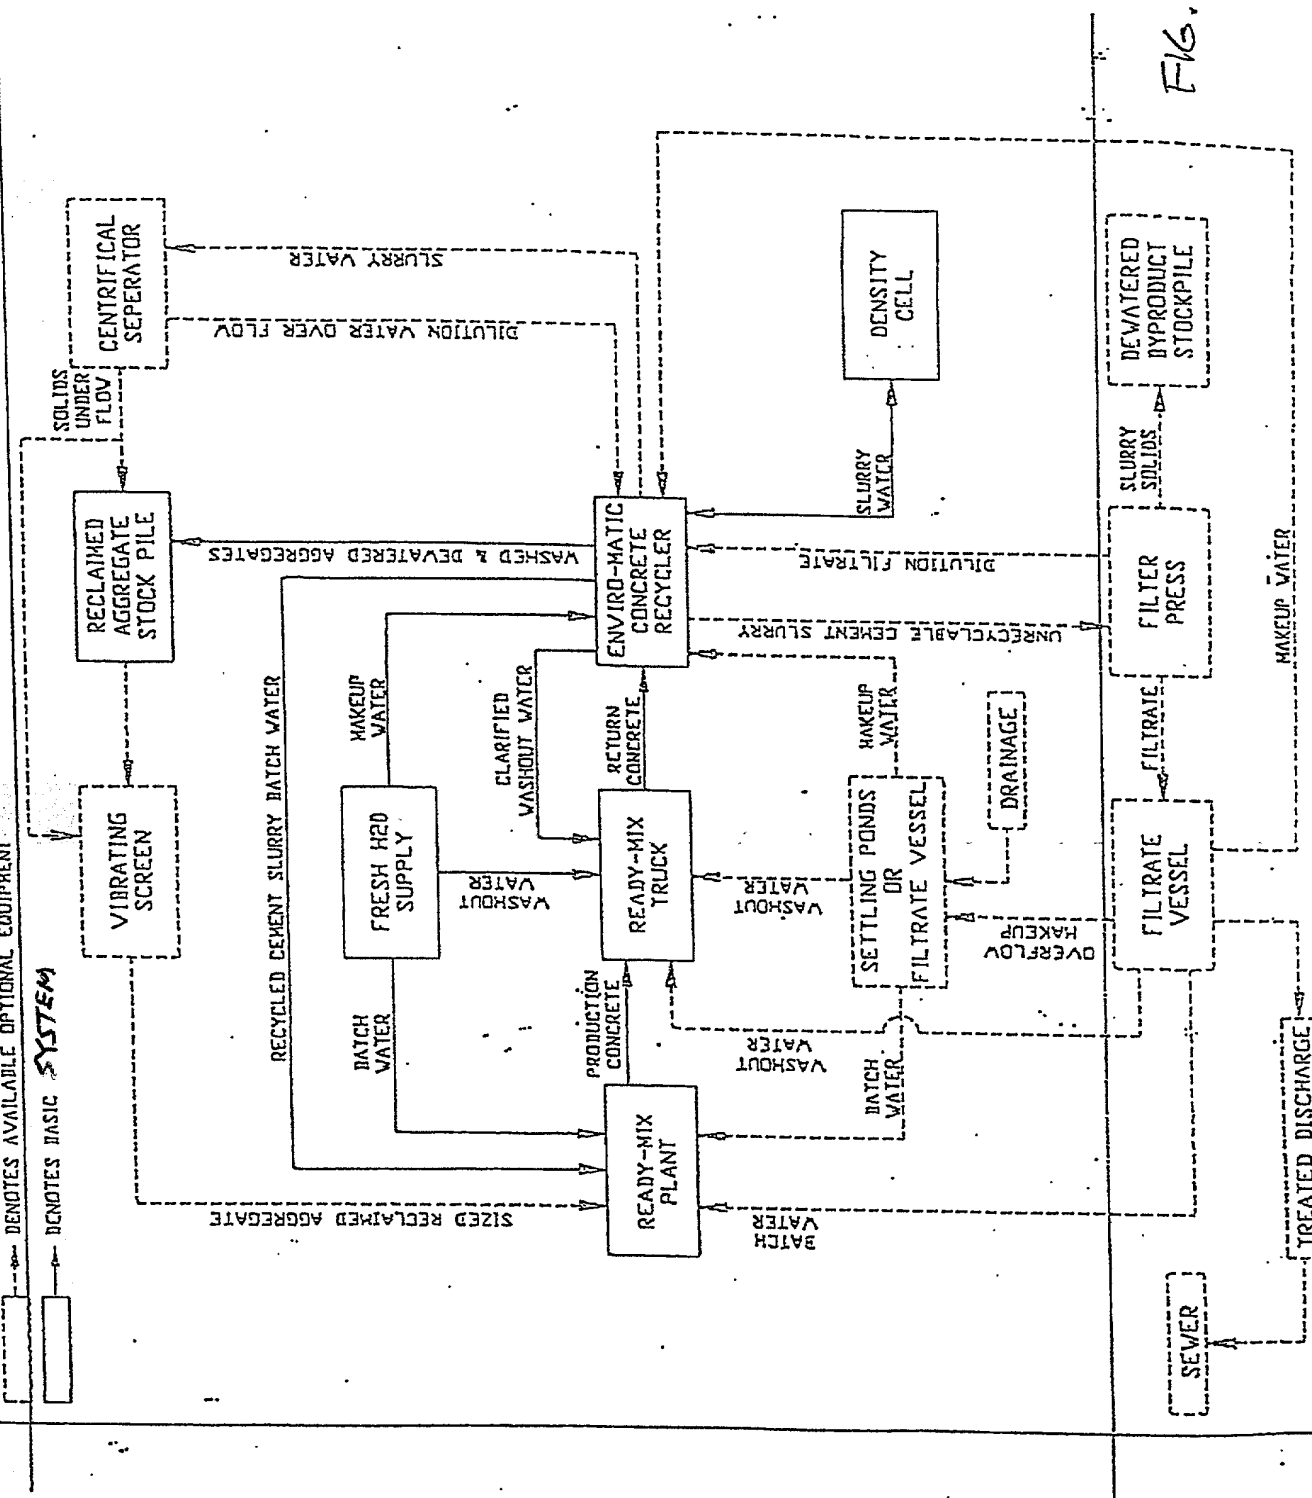 DENOTES AVAILABLE OPTIONAL EQUIPMENT
DENOTES BASIC SYSTEM
VIBRATING
SCREEN
RECLAIMED
AGGREGATE
STOCK PILE
SOLIDS
UNDER
FLOW
CENTRIFICAL
SEPERATOR
SIZED RECLAIMED AGGREGATE
RECYCLED CEMENT SLURRY BATCH WATER
WASHED & DEWATERED AGGREGATES
DILUTION WATER OVER FLOW
SLURRY WATER
BATCH
WATER
FRESH H2O
SUPPLY
MAKEUP
WATER
WASHOUT
WATER
CLARIFIED
WASHOUT WATER
READY-MIX
PLANT
PRODUCTION
CONCRETE
READY-MIX
TRUCK
RETURN
CONCRETE
ENVIRO-MATIC
CONCRETE
RECYCLER
BATCH
WATER
WASHOUT
WATER
BATCH
WATER
WASHOUT
WATER
SETTLING PONDS
OR
FILTRATE VESSEL
MAKEUP
WATER
DRAINAGE
UNRECYCLABLE CEMENT SLURRY
DILUTION FILTRATE
SLURRY
WATER
DENSITY
CELL
OVERFLOW
MAKEUP
FILTRATE
VESSEL
FILTRATE
FILTER
PRESS
SLURRY
SOLIDS
DEWATERED
BYPRODUCT
STOCKPILE
SEWER
TREATED DISCHARGE
MAKEUP WATER
FIG.